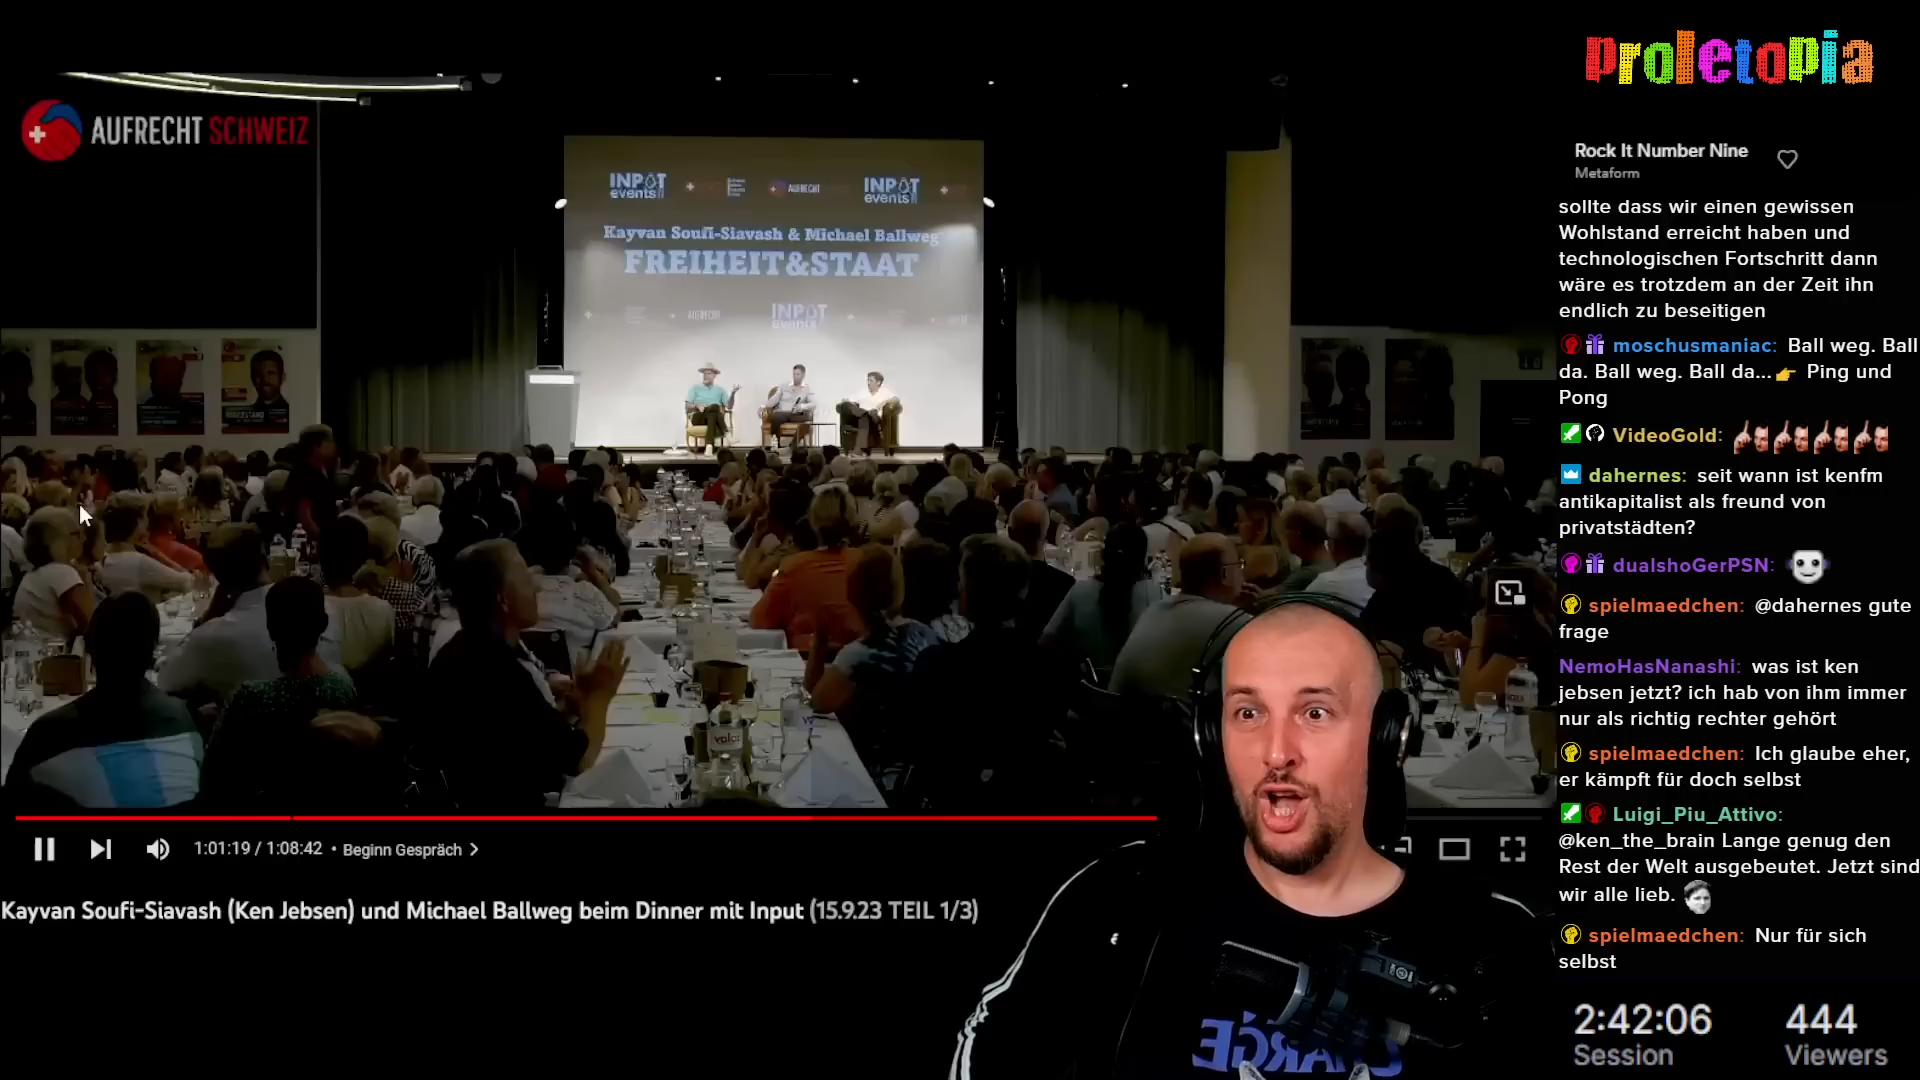 Proletopia
AUFRECHT SCHWEIZ
INPUT
events
AUFRECHT
INPUT
events
Kayvan Soufi-Siavash & Michael Ballweg
FREIHEIT&STAAT
AUFRECHT
INPUT
events
Rock It Number Nine
Metaform
sollte dass wir einen gewissen
Wohlstand erreicht haben und
technologischen Fortschritt dann
wäre es trotzdem an der Zeit ihn
endlich zu beseitigen
moschusmaniac: Ball weg. Ball
da. Ball weg. Ball da... 👉 Ping und
Pong
VideoGold:
dahernes: seit wann ist kenfm
antikapitalist als freund von
privatstädten?
dualshoGerPSN:
spielmaedchen: @dahernes gute
frage
NemoHasNanashi: was ist ken
jebsen jetzt? ich hab von ihm immer
nur als richtig rechter gehört
spielmaedchen: Ich glaube eher,
er kämpft für doch selbst
Luigi_Piu_Attivo:
@ken_the_brain Lange genug den
Rest der Welt ausgebeutet. Jetzt sind
wir alle lieb.
spielmaedchen: Nur für sich
selbst
1:01:19 / 1:08:42 • Beginn Gespräch
Kayvan Soufi-Siavash (Ken Jebsen) und Michael Ballweg beim Dinner mit Input (15.9.23 TEIL 1/3)
2:42:06
Session
444
Viewers